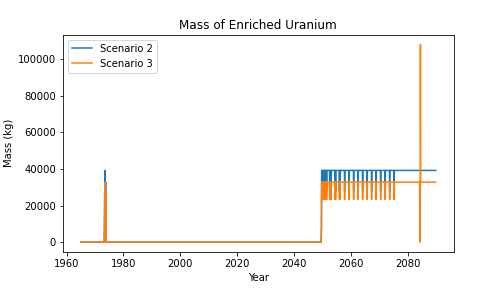 Mass of Enriched Uranium
Scenario 2
Scenario 3
100000
80000
60000
40000
20000
0
Mass (kg)
1960 1980 2000 2020 2040 2060 2080
Year